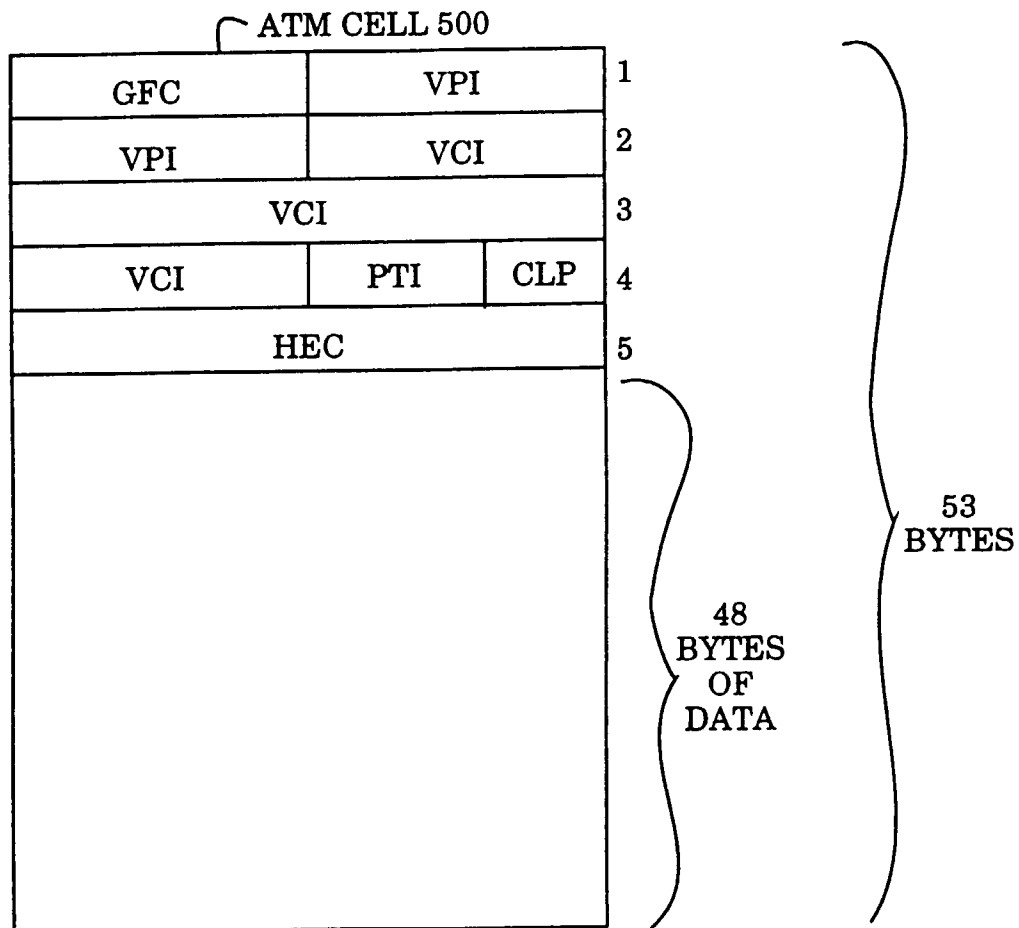 ATM CELL 500
GFC VPI 1
VPI VCI 2
VCI 3
VCI PTI CLP 4
HEC 5
53
BYTES
48
BYTES
OF
DATA